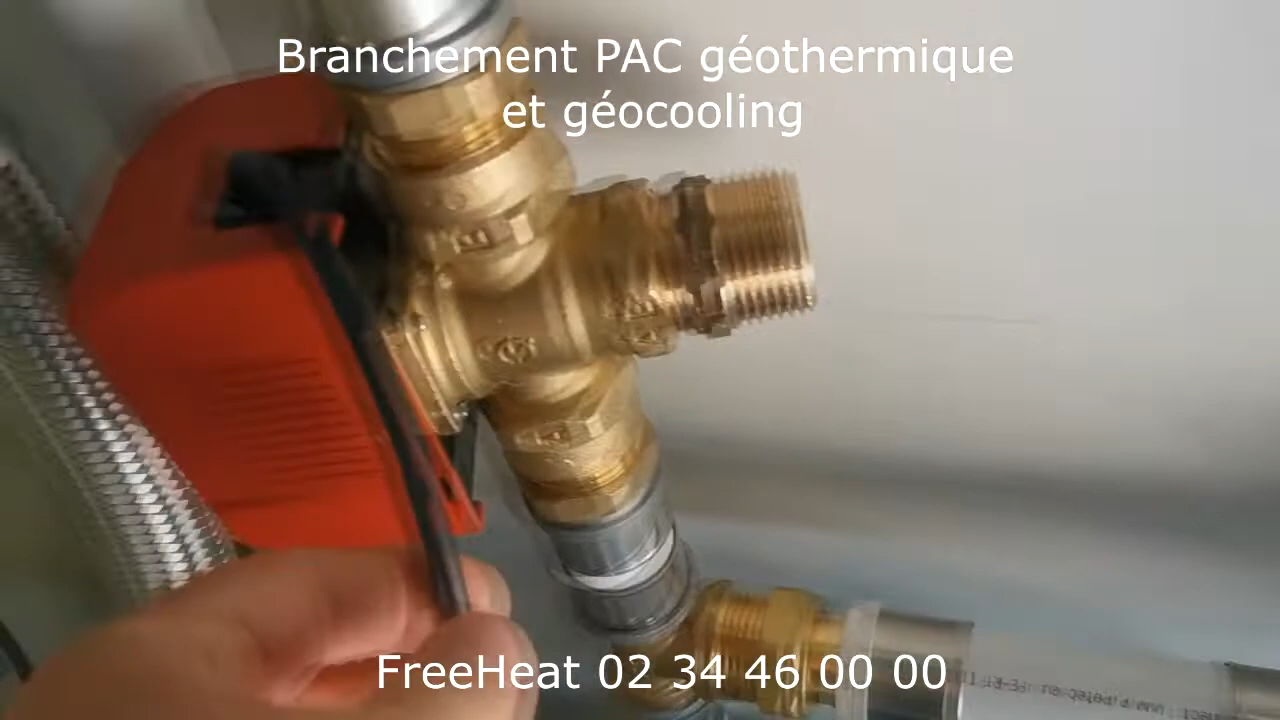 Branchement PAC géothermique
et géocooling
FreeHeat 02 34 46 00 00